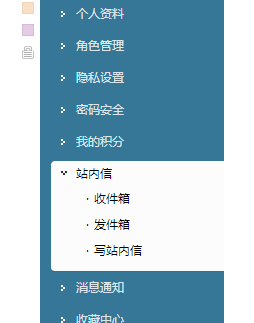 个人资料
角色管理
隐私设置
密码安全
我的积分
站内信
· 收件箱
· 发件箱
· 写站内信
消息通知
收藏中心